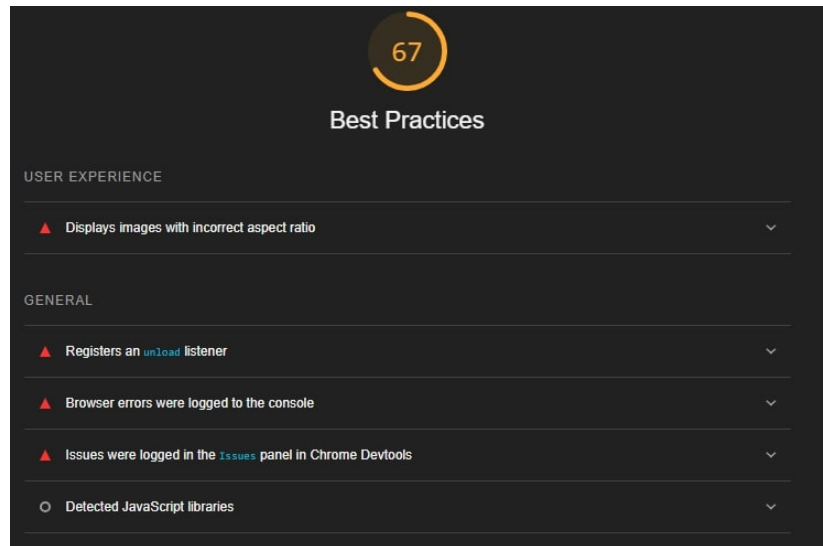 67
Best Practices
USER EXPERIENCE
Displays images with incorrect aspect ratio
GENERAL
Registers an unload listener
Browser errors were logged to the console
Issues were logged in the Issues panel in Chrome Devtools
Detected JavaScript libraries